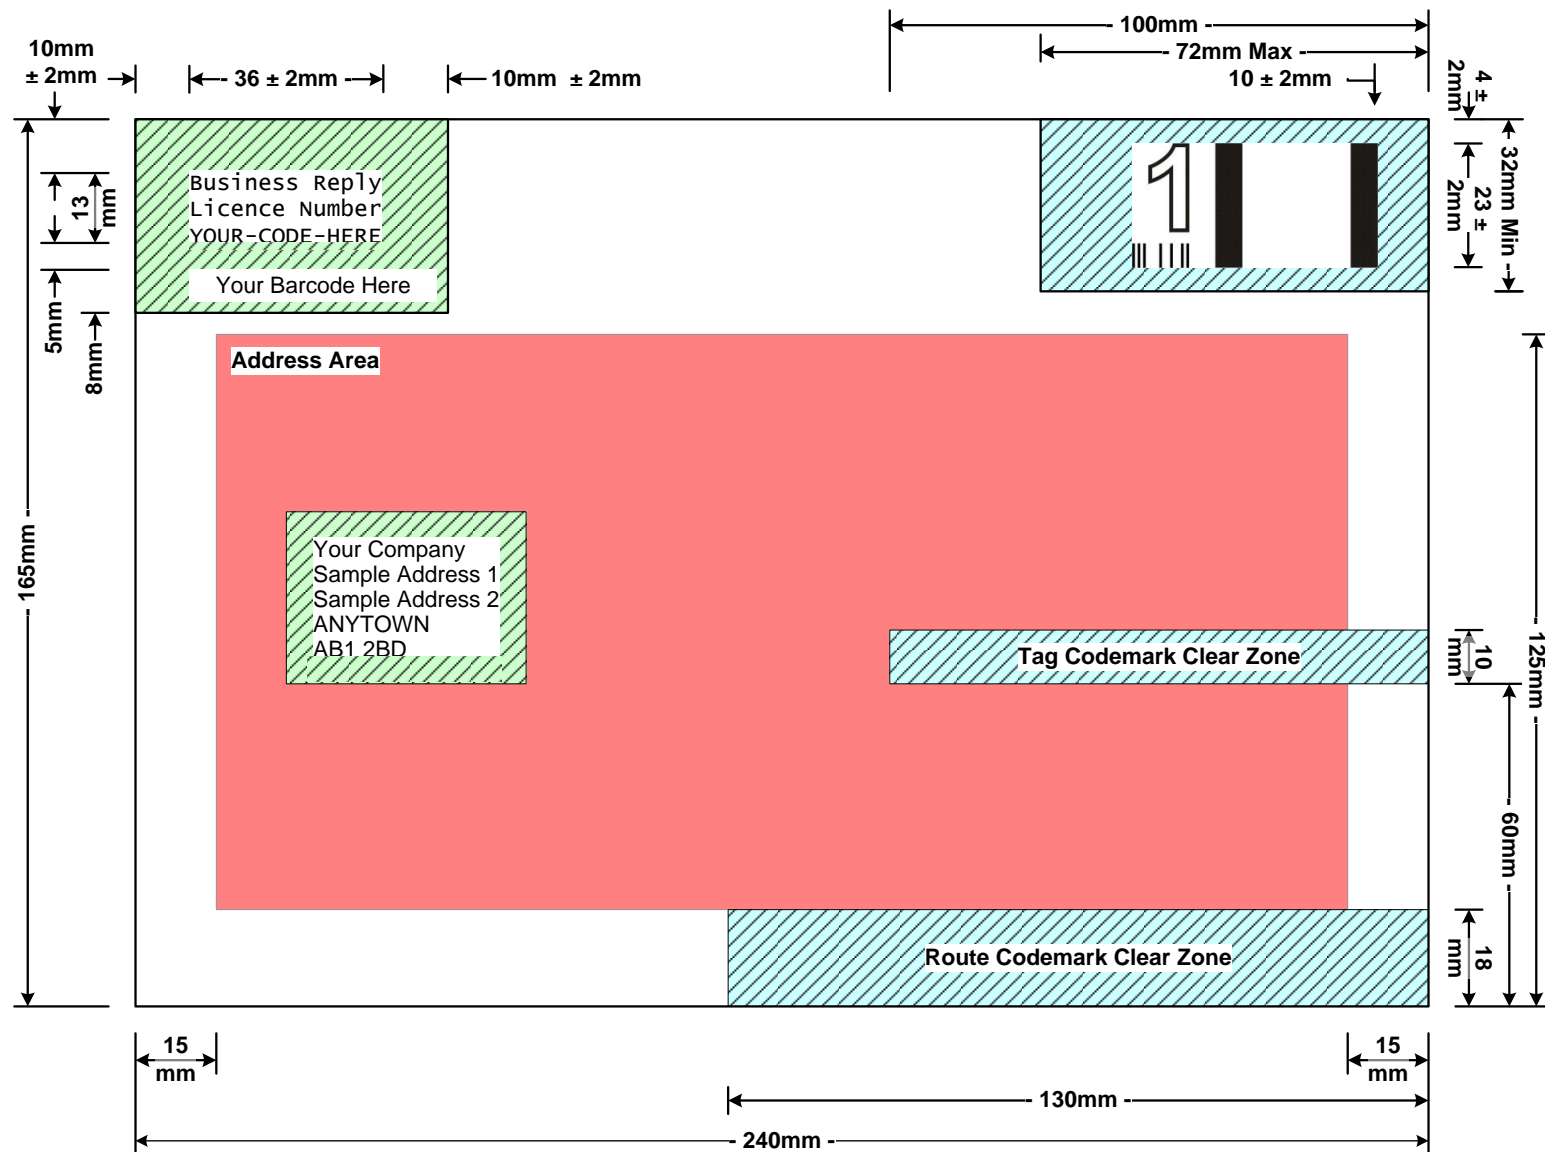 - 100mm -
- 72mm Max -
10 ± 2mm
10mm
± 2mm
- 36 ± 2mm -
10mm ± 2mm
4 ±
2mm
32mm Min -
23 ±
2mm
13
mm
5mm
8mm
Business Reply
Licence Number
YOUR-CODE-HERE
Your Barcode Here
1
Address Area
- 165mm -
Your Company
Sample Address 1
Sample Address 2
ANYTOWN
AB1 2BD
Tag Codemark Clear Zone
10
mm
- 125mm -
- 60mm -
Route Codemark Clear Zone
18
mm
15
mm
15
mm
- 130mm -
- 240mm -